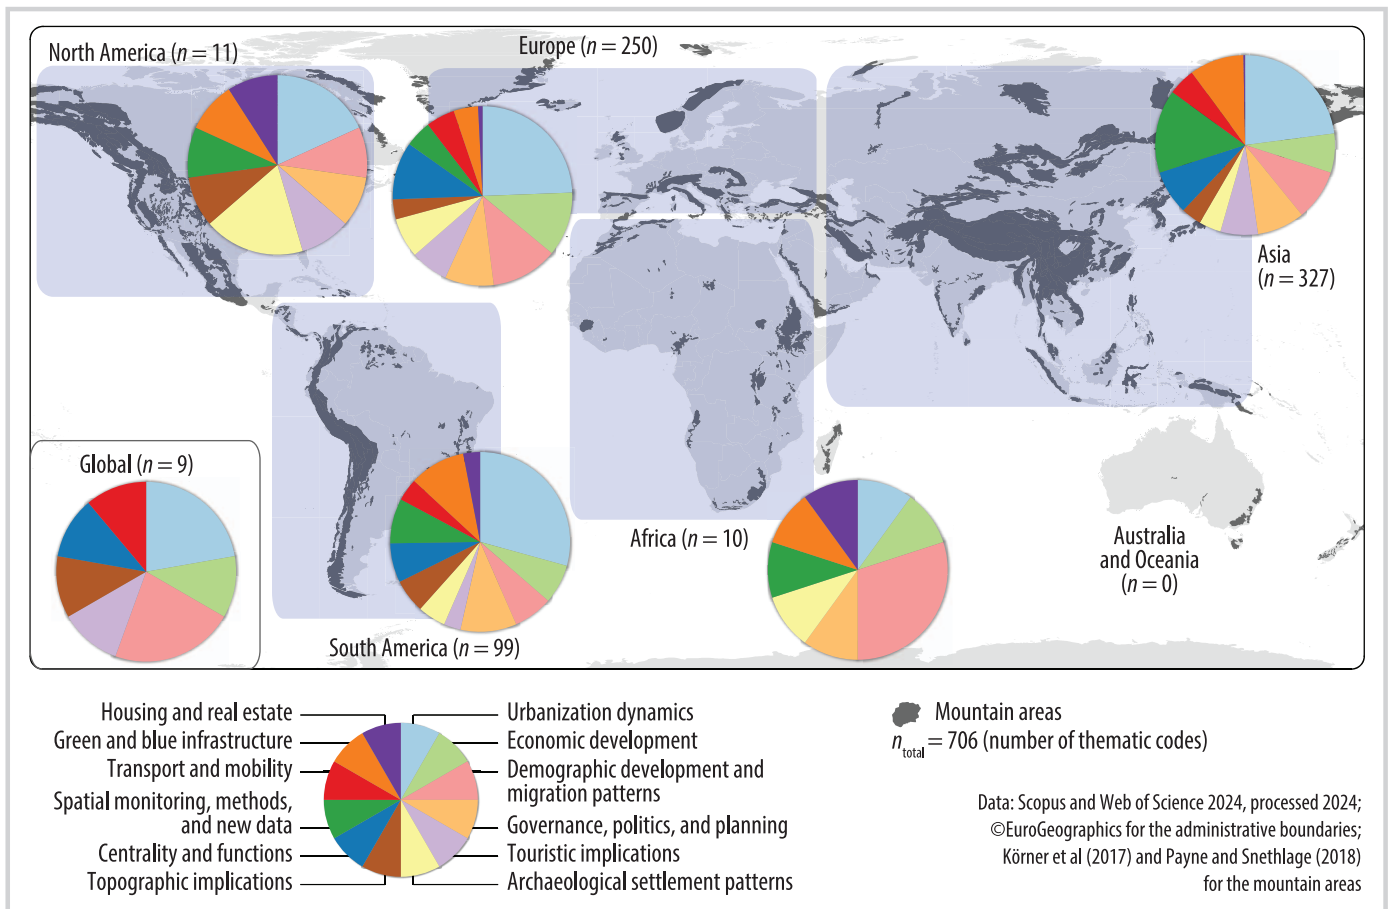 North America (n = 11)
Europe (n = 250)
Asia
(n = 327)
Global (n = 9)
South America (n = 99)
Africa (n = 10)
Australia
and Oceania
(n = 0)
Housing and real estate
Green and blue infrastructure
Transport and mobility
Spatial monitoring, methods,
and new data
Centrality and functions
Topographic implications
Urbanization dynamics
Economic development
Demographic development and
migration patterns
Governance, politics, and planning
Touristic implications
Archaeological settlement patterns
Mountain areas
ntotal = 706 (number of thematic codes)
Data: Scopus and Web of Science 2024, processed 2024;
©EuroGeographics for the administrative boundaries;
Körner et al (2017) and Payne and Snethlage (2018)
for the mountain areas